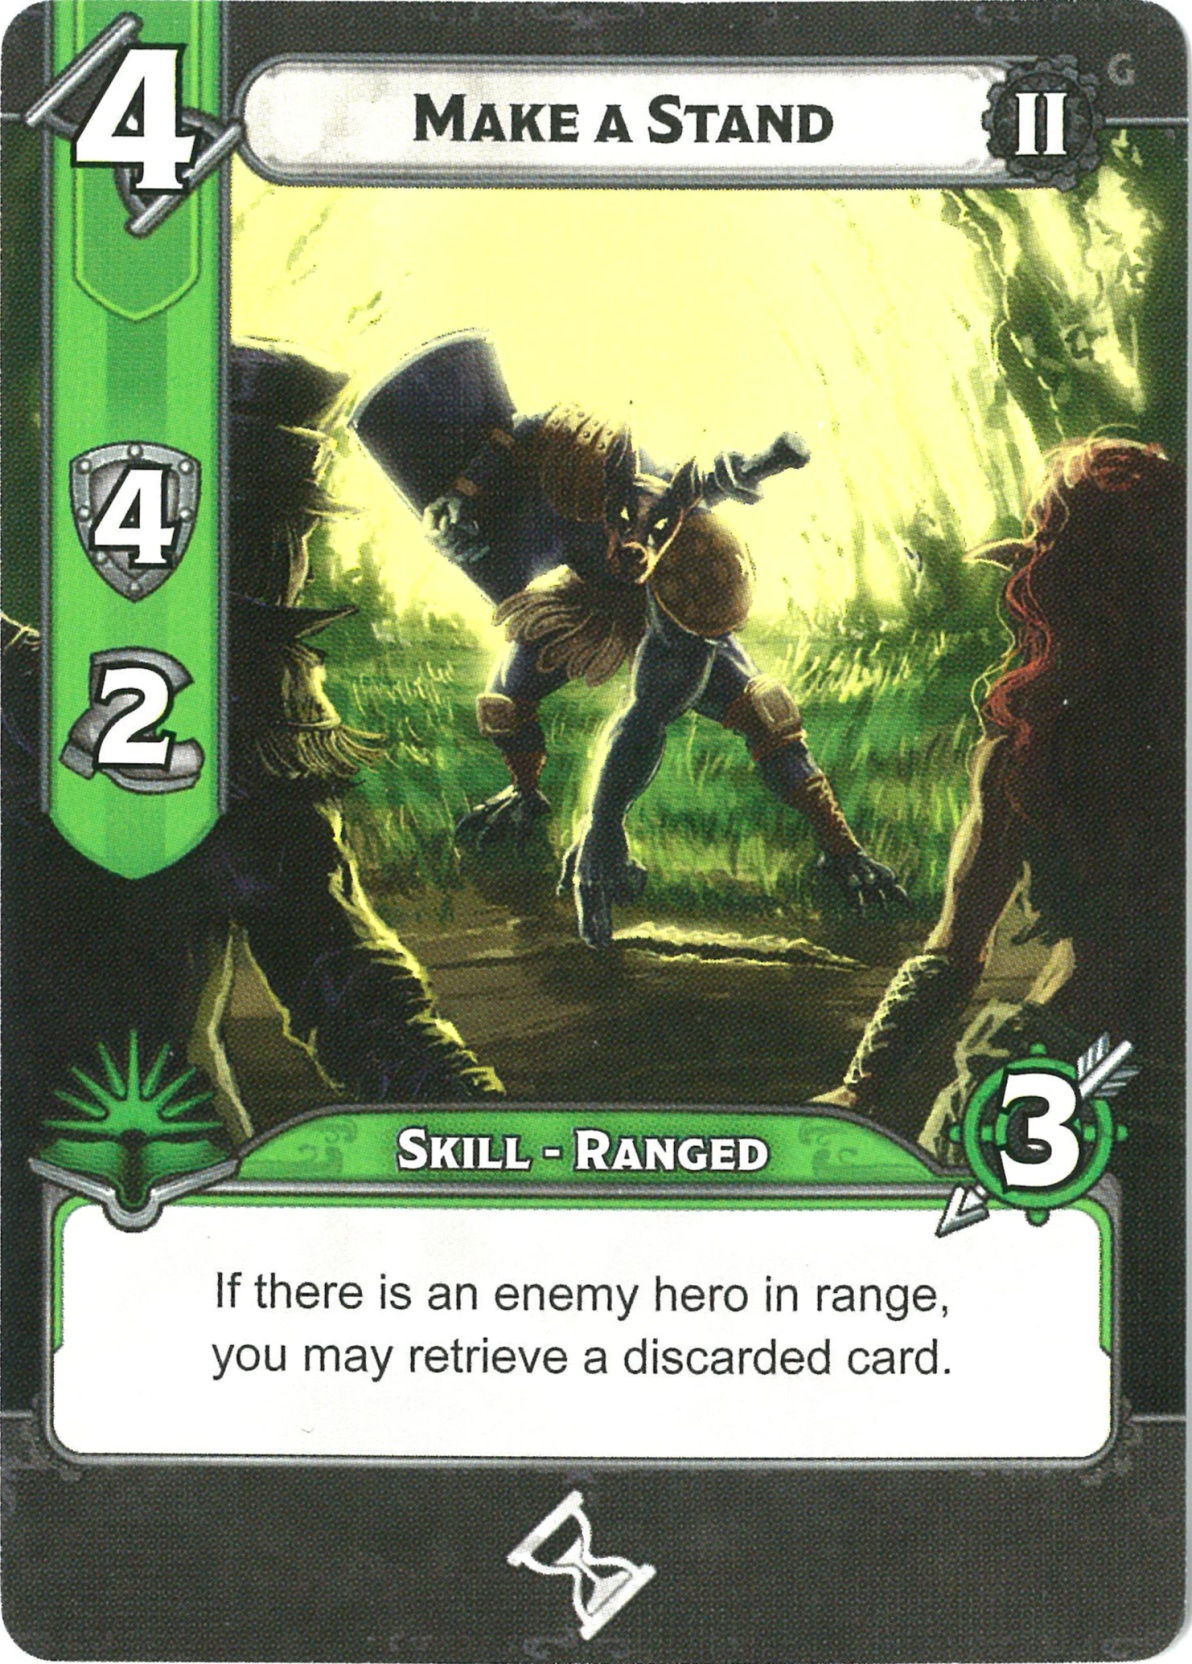 4
MAKE A STAND
II
G
4
2
SKILL - RANGED
3
If there is an enemy hero in range,
you may retrieve a discarded card.